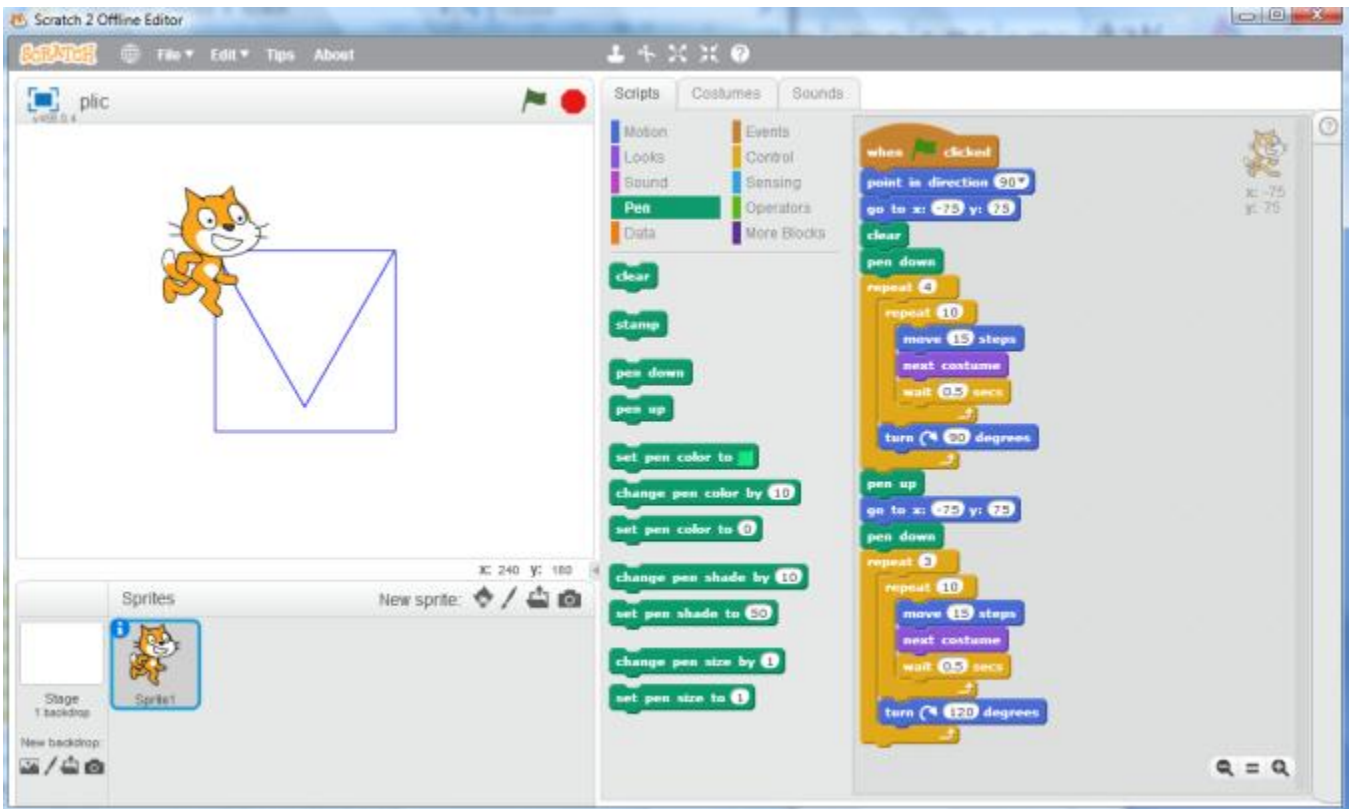 Scratch 2 Offline Editor
SCRATCH File Edit Tips About
plic
v458.0.4
x: 240 y: 180
Sprites New sprite:
Sprite1
Stage
1 backdrop
New backdrop:
Scripts Costumes Sounds
Motion Events
Looks Control
Sound Sensing
Pen Operators
Data More Blocks
clear
stamp
pen down
pen up
set pen color to
change pen color by 10
set pen color to 0
change pen shade by 10
set pen shade to 50
change pen size by 1
set pen size to 1
when clicked
point in direction 90
go to x: -75 y: 75
clear
pen down
repeat 4
repeat 10
move 15 steps
next costume
wait 0.5 secs
turn 90 degrees
pen up
go to x: -75 y: 75
pen down
repeat 3
repeat 10
move 15 steps
next costume
wait 0.5 secs
turn 120 degrees
x: -75
y: 75